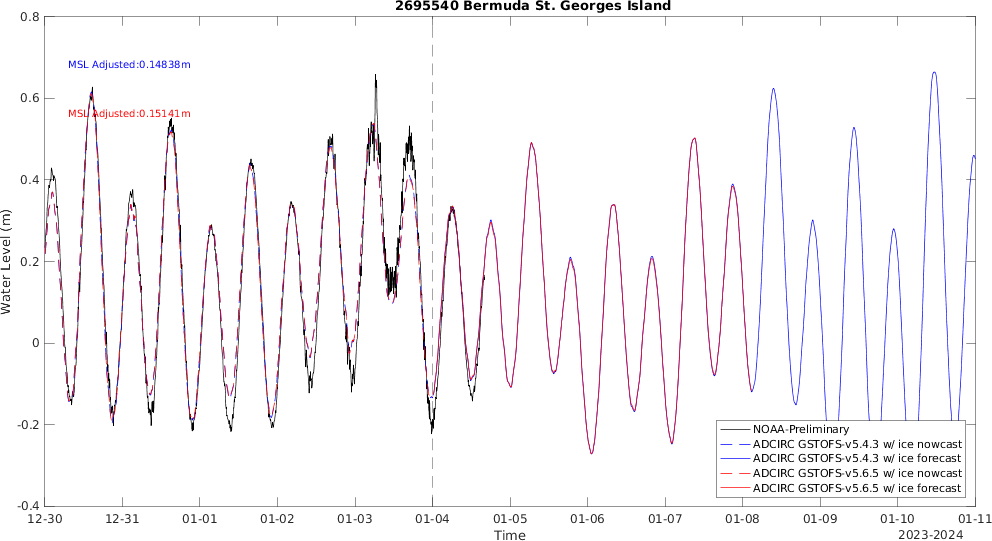 2695540 Bermuda St. Georges Island
0.8
0.6
0.4
0.2
0
-0.2
-0.4
Water Level (m)
MSL Adjusted:0.14838m
MSL Adjusted:0.15141m
NOAA-Preliminary
ADCIRC GSTOFS-v5.4.3 w/ ice nowcast
ADCIRC GSTOFS-v5.4.3 w/ ice forecast
ADCIRC GSTOFS-v5.6.5 w/ ice nowcast
ADCIRC GSTOFS-v5.6.5 w/ ice forecast
12-30 12-31 01-01 01-02 01-03 01-04 01-05 01-06 01-07 01-08 01-09 01-10 01-11
Time
2023-2024